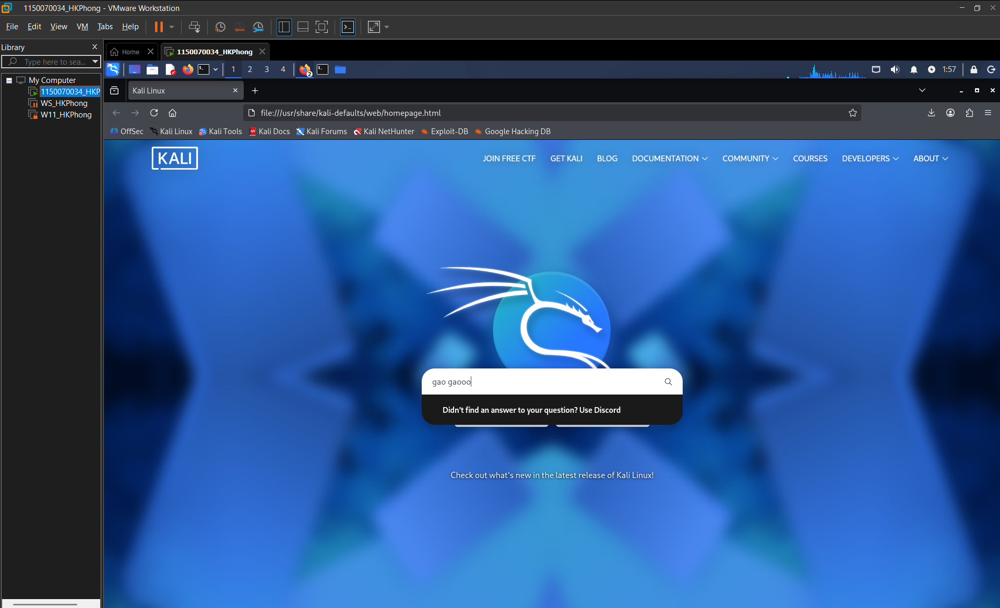 1150070034_HKPhong - VMware Workstation
File Edit View VM Tabs Help
Library
Home
1150070034_HKPhong
Type here to sea...
1 2 3 4
2
1:57
My Computer
1150070034_HKP
WS_HKPhong
W11_HKPhong
Kali Linux
file:///usr/share/kali-defaults/web/homepage.html
OffSec Kali Linux Kali Tools Kali Docs Kali Forums Kali NetHunter Exploit-DB Google Hacking DB
KALI
JOIN FREE CTF GET KALI BLOG DOCUMENTATION COMMUNITY COURSES DEVELOPERS ABOUT
gao gaooo
Didn't find an answer to your question? Use Discord
Check out what's new in the latest release of Kali Linux!